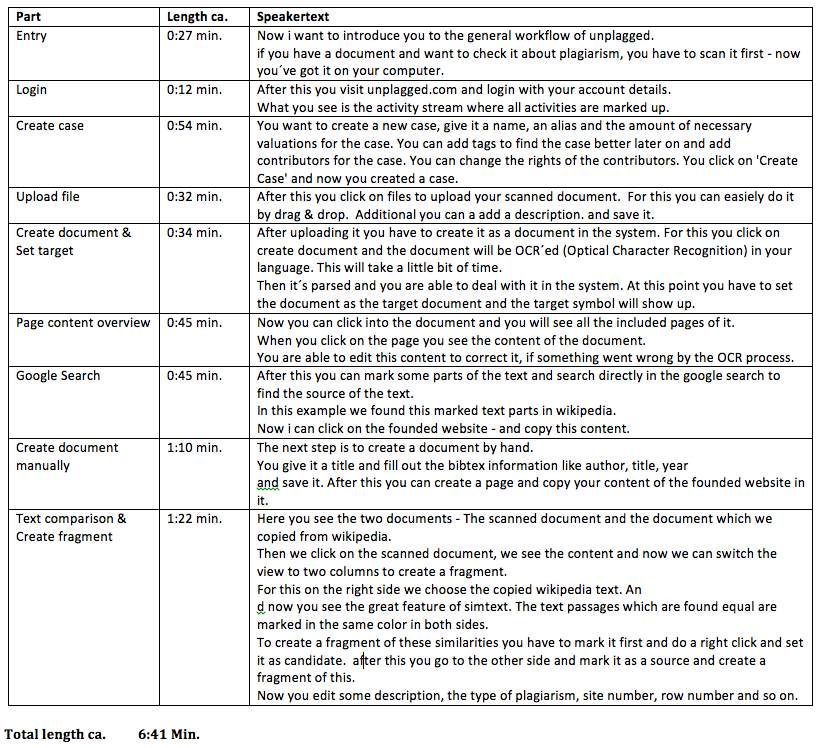 Part Length ca. Speakertext
Entry 0:27 min. Now i want to introduce you to the general workflow of unplagged.
if you have a document and want to check it about plagiarism, you have to scan it first - now
you´ve got it on your computer.
Login 0:12 min. After this you visit unplagged.com and login with your account details.
What you see is the activity stream where all activities are marked up.
Create case 0:54 min. You want to create a new case, give it a name, an alias and the amount of necessary
valuations for the case. You can add tags to find the case better later on and add
contributors for the case. You can change the rights of the contributors. You click on 'Create
Case' and now you created a case.
Upload file 0:32 min. After this you click on files to upload your scanned document.  For this you can easiely do it
by drag & drop.  Additional you can a add a description. and save it.
Create document & 0:34 min. After uploading it you have to create it as a document in the system. For this you click on
Set target create document and the document will be OCR´ed (Optical Character Recognition) in your
language. This will take a little bit of time.
Then it´s parsed and you are able to deal with it in the system. At this point you have to set
the document as the target document and the target symbol will show up.
Page content overview 0:45 min. Now you can click into the document and you will see all the included pages of it.
When you click on the page you see the content of the document.
You are able to edit this content to correct it, if something went wrong by the OCR process.
Google Search 0:45 min. After this you can mark some parts of the text and search directly in the google search to
find the source of the text.
In this example we found this marked text parts in wikipedia.
Now i can click on the founded website - and copy this content.
Create document 1:10 min. The next step is to create a document by hand.
manually You give it a title and fill out the bibtex information like author, title, year
and save it. After this you can create a page and copy your content of the founded website in
it.
Text comparison & 1:22 min. Here you see the two documents - The scanned document and the document which we
Create fragment copied from wikipedia.
Then we click on the scanned document, we see the content and now we can switch the
view to two columns to create a fragment.
For this on the right side we choose the copied wikipedia text. An
d now you see the great feature of simtext. The text passages which are found equal are
marked in the same color in both sides.
To create a fragment of these similarities you have to mark it first and do a right click and set
it as candidate.  after this you go to the other side and mark it as a source and create a
fragment of this.
Now you edit some description, the type of plagiarism, site number, row number and so on.
Total length ca. 6:41 Min.